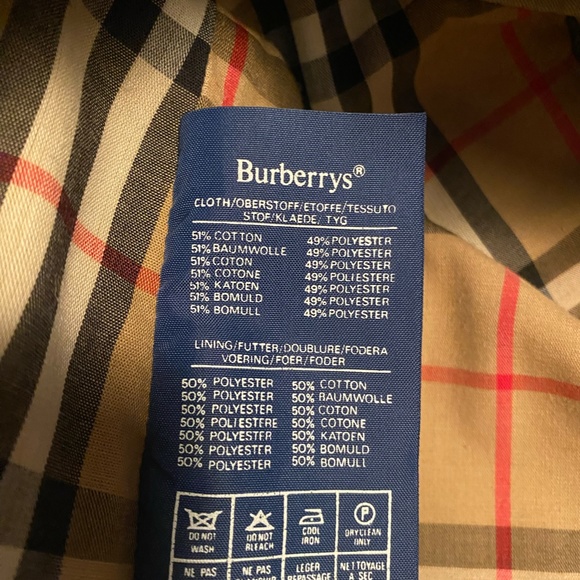 Burberrys®
CLOTH/OBERSTOFF/ETOFFE/TESSUTO
STOF/KLAEDE/ TYG
51% COTTON 49% POLYESTER
51% BAUMWOLLE 49% POLYESTER
51% COTON 49% POLYESTER
51% COTONE 49% POLIESTERE
51% KATOEN 49% POLYESTER
51% BOMULD 49% POLYESTER
51% BOMULL 49% POLYESTER
LINING/FUTTER/DOUBLURE/FODERA
VOERING/FOER/FODER
50% POLYESTER 50% COTTON
50% POLYESTER 50% BAUMWOLLE
50% POLYESTER 50% COTON
50% POLIESTERE 50% COTONE
50% POLYESTER 50% KATOEN
50% POLYESTER 50% BOMULD
50% POLYESTER 50% BOMULL
P
DO NOT WASH
DO NOT BLEACH
COOL IRON
DRY CLEAN ONLY
NE PAS
NE PAS
LEGER REPASSAGE
NETTOYAGE A SEC